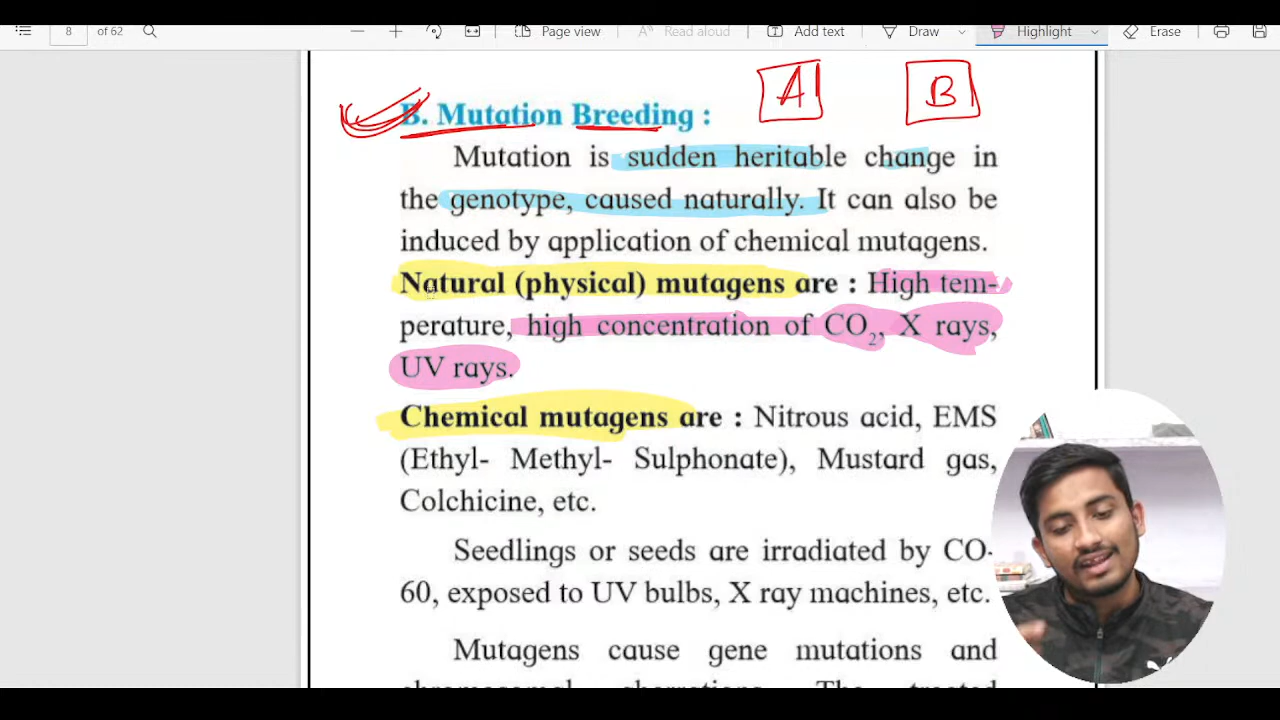 8 of 62 Page view Read aloud Add text Draw Highlight Erase
A B
B. Mutation Breeding :
Mutation is sudden heritable change in
the genotype, caused naturally. It can also be
induced by application of chemical mutagens.
Natural (physical) mutagens are : High tem-
perature, high concentration of CO₂, X rays,
UV rays.
Chemical mutagens are : Nitrous acid, EMS
(Ethyl- Methyl- Sulphonate), Mustard gas,
Colchicine, etc.
Seedlings or seeds are irradiated by CO-
60, exposed to UV bulbs, X ray machines, etc.
Mutagens cause gene mutations and
chromosomal aberrations. The treated